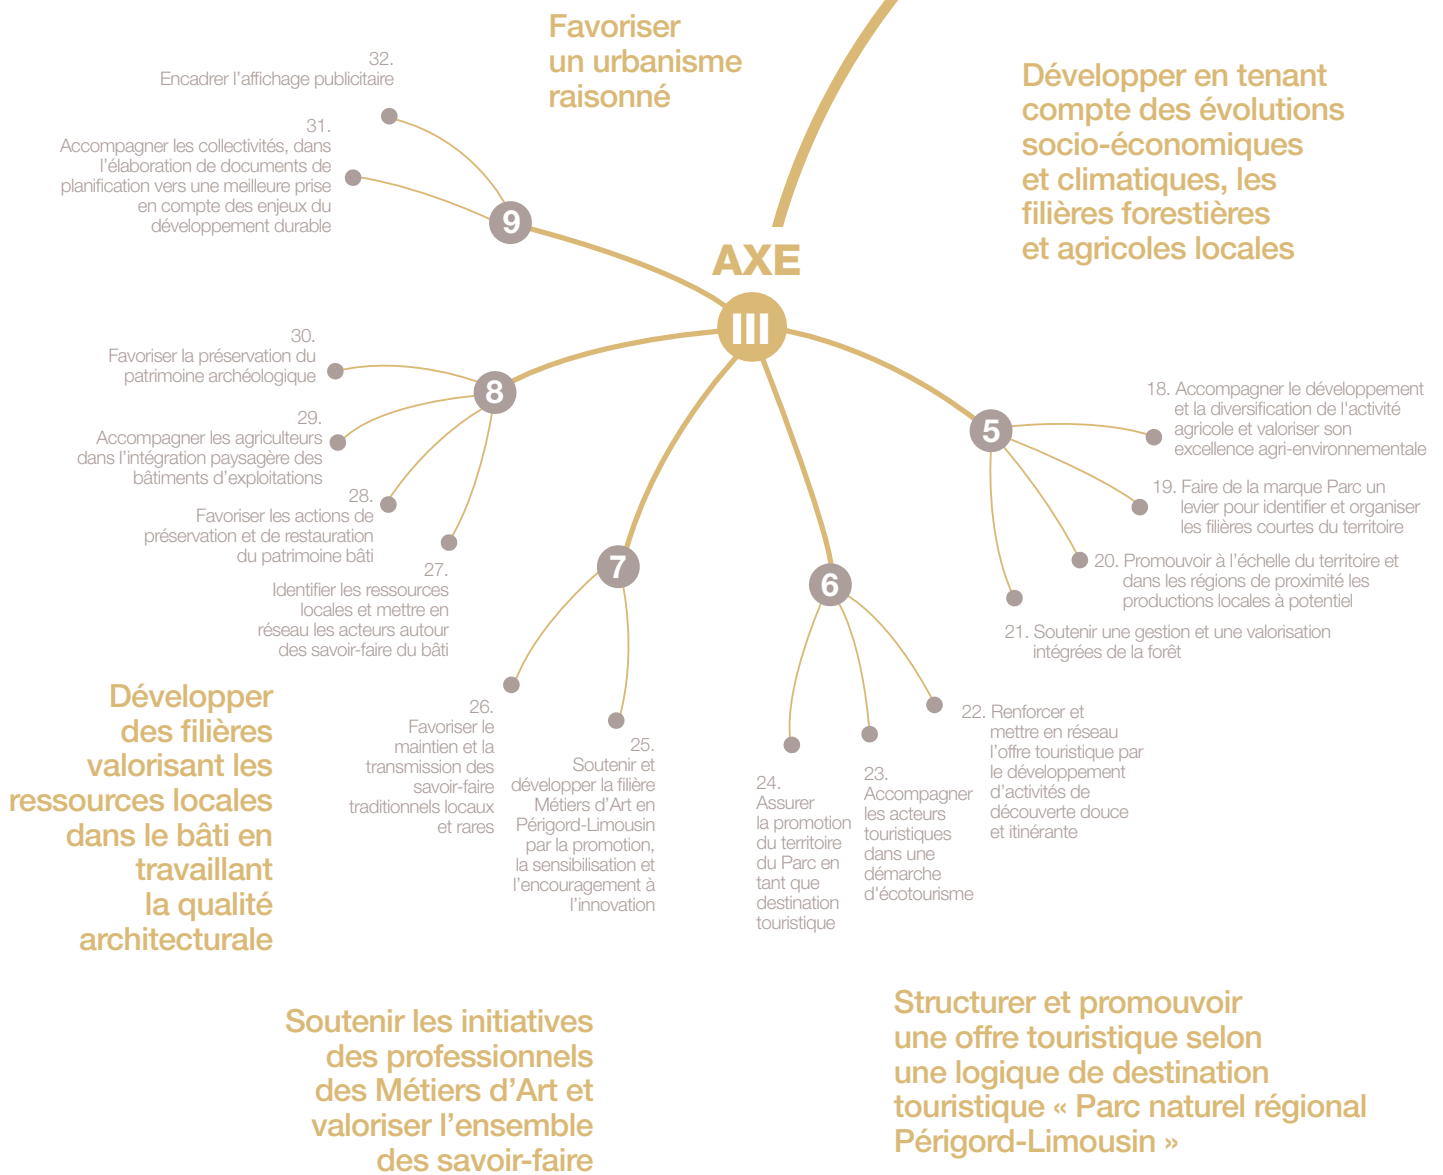 Favoriser
un urbanisme
raisonné
32.
Encadrer l'affichage publicitaire
31.
Accompagner les collectivités, dans
l'élaboration de documents de
planification vers une meilleure prise
en compte des enjeux du
développement durable
9
Développer en tenant
compte des évolutions
socio-économiques
et climatiques, les
filières forestières
et agricoles locales
AXE
III
30.
Favoriser la préservation du
patrimoine archéologique
29.
Accompagner les agriculteurs
dans l'intégration paysagère des
bâtiments d'exploitations
28.
Favoriser les actions de
préservation et de restauration
du patrimoine bâti
27.
Identifier les ressources
locales et mettre en
réseau les acteurs autour
des savoir-faire du bâti
8
Développer
des filières
valorisant les
ressources locales
dans le bâti en
travaillant
la qualité
architecturale
5
18. Accompagner le développement
et la diversification de l'activité
agricole et valoriser son
excellence agri-environnementale
19. Faire de la marque Parc un
levier pour identifier et organiser
les filières courtes du territoire
20. Promouvoir à l'échelle du territoire et
dans les régions de proximité les
productions locales à potentiel
21. Soutenir une gestion et une valorisation
intégrées de la forêt
7
26.
Favoriser le
maintien et la
transmission des
savoir-faire
traditionnels locaux
et rares
25.
Soutenir et
développer la filière
Métiers d'Art en
Périgord-Limousin
par la promotion,
la sensibilisation et
l'encouragement à
l'innovation
6
24.
Assurer
la promotion
du territoire
du Parc en
tant que
destination
touristique
23.
Accompagner
les acteurs
touristiques
dans une
démarche
d'écotourisme
22. Renforcer et
mettre en réseau
l'offre touristique par
le développement
d'activités de
découverte douce
et itinérante
Soutenir les initiatives
des professionnels
des Métiers d'Art et
valoriser l'ensemble
des savoir-faire
Structurer et promouvoir
une offre touristique selon
une logique de destination
touristique « Parc naturel régional
Périgord-Limousin »